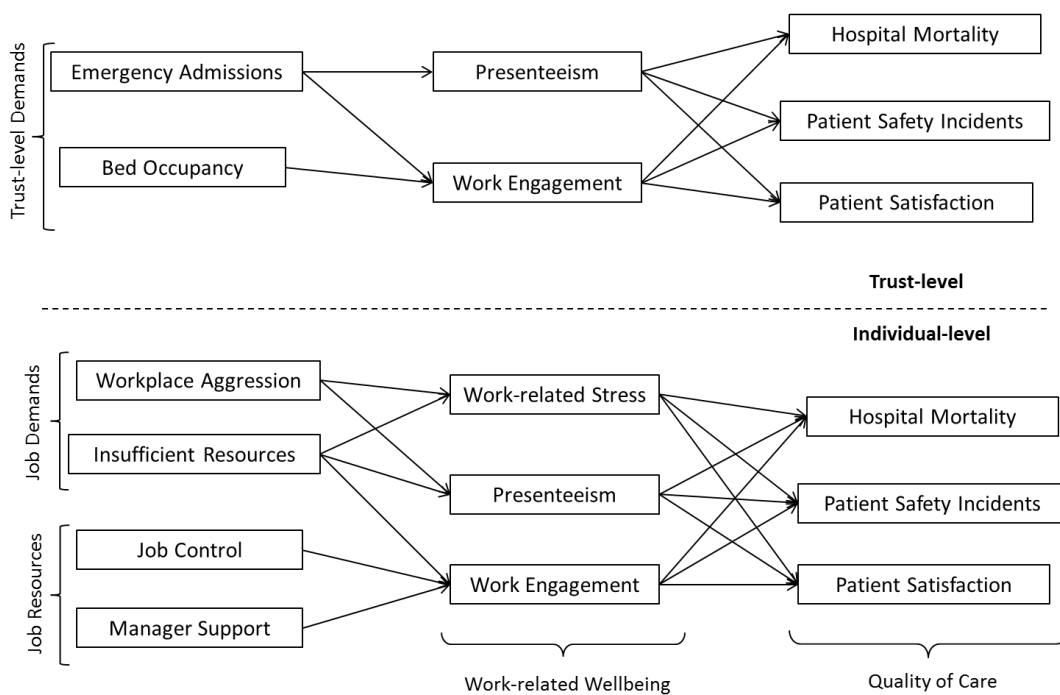 Trust-level Demands
Emergency Admissions
Bed Occupancy
Presenteeism
Work Engagement
Hospital Mortality
Patient Safety Incidents
Patient Satisfaction
Trust-level
Individual-level
Job Demands
Workplace Aggression
Insufficient Resources
Job Resources
Job Control
Manager Support
Work-related Stress
Presenteeism
Work Engagement
Hospital Mortality
Patient Safety Incidents
Patient Satisfaction
Work-related Wellbeing
Quality of Care